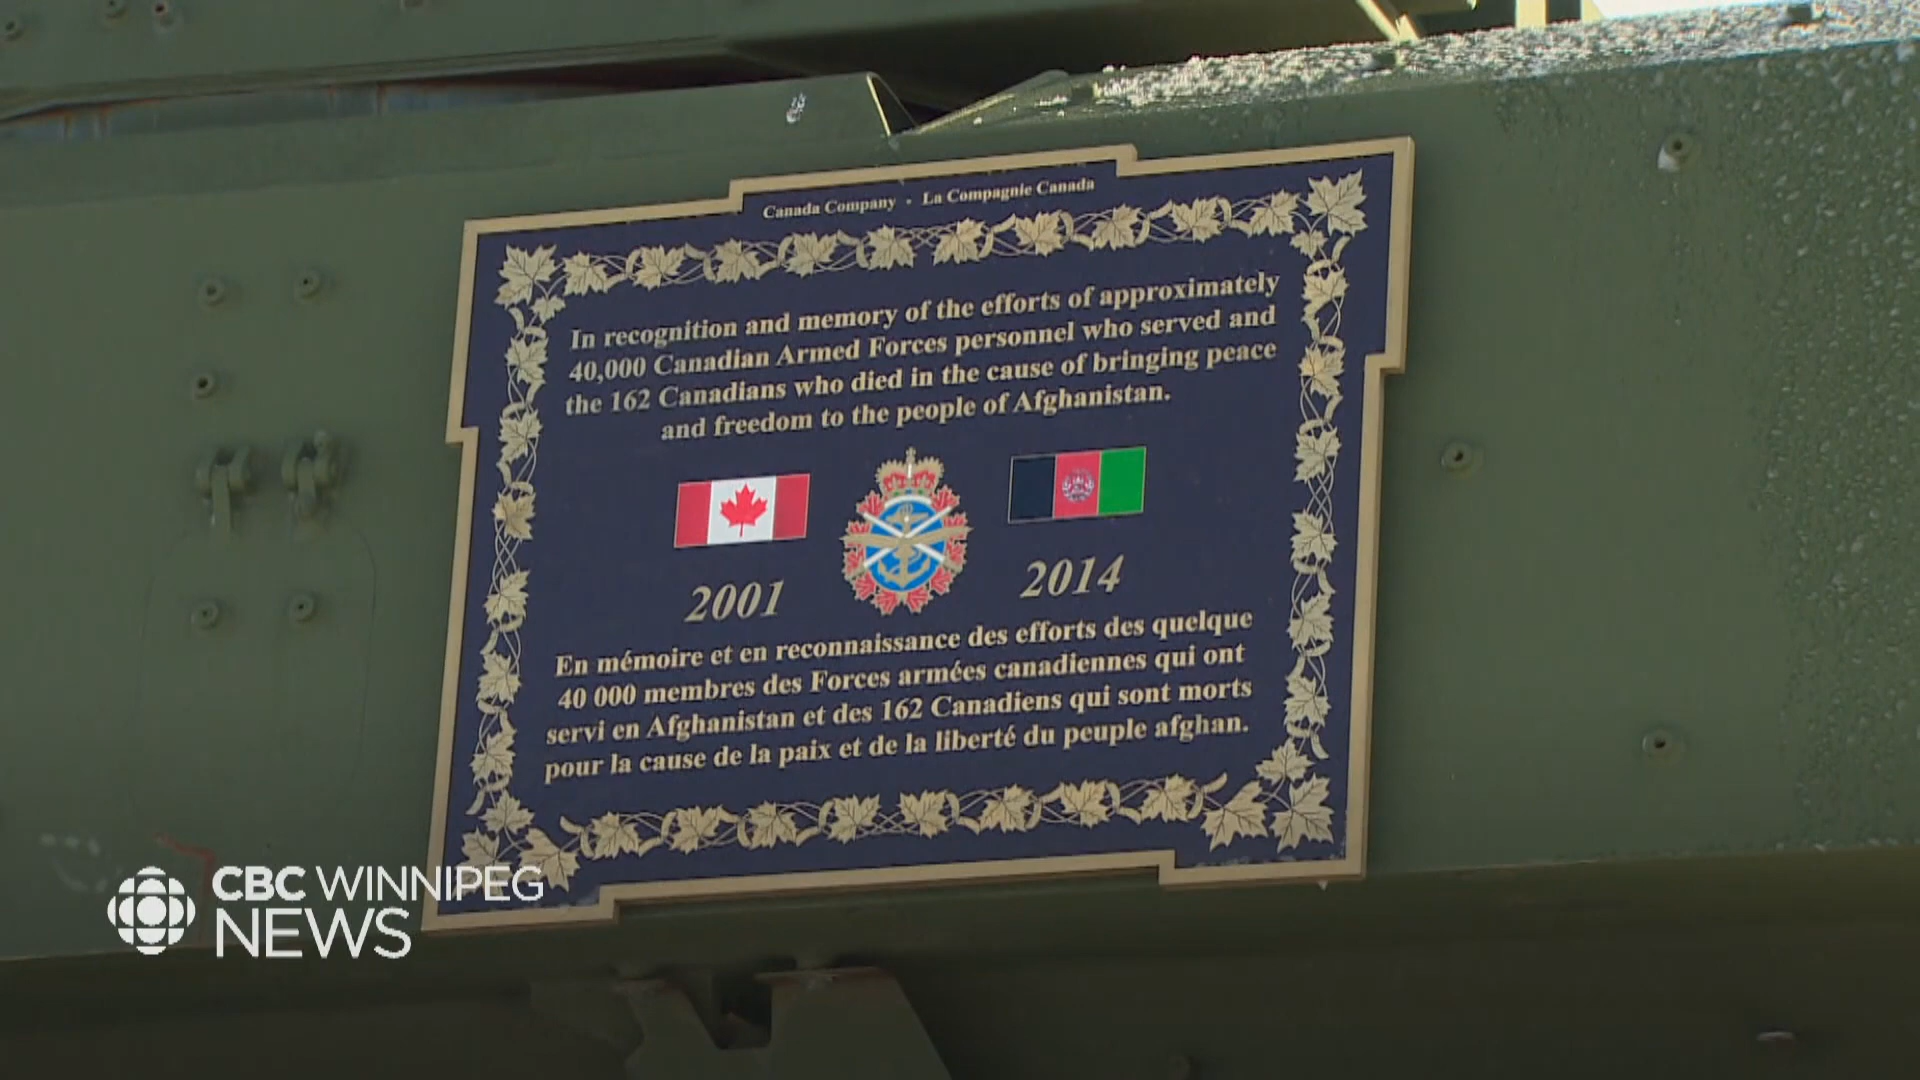 Canada Company • La Compagnie Canada
In recognition and memory of the efforts of approximately
40,000 Canadian Armed Forces personnel who served and
the 162 Canadians who died in the cause of bringing peace
and freedom to the people of Afghanistan.
2001
2014
En mémoire et en reconnaissance des efforts des quelque
40 000 membres des Forces armées canadiennes qui ont
servi en Afghanistan et des 162 Canadiens qui sont morts
pour la cause de la paix et de la liberté du peuple afghan.
CBC WINNIPEG
NEWS